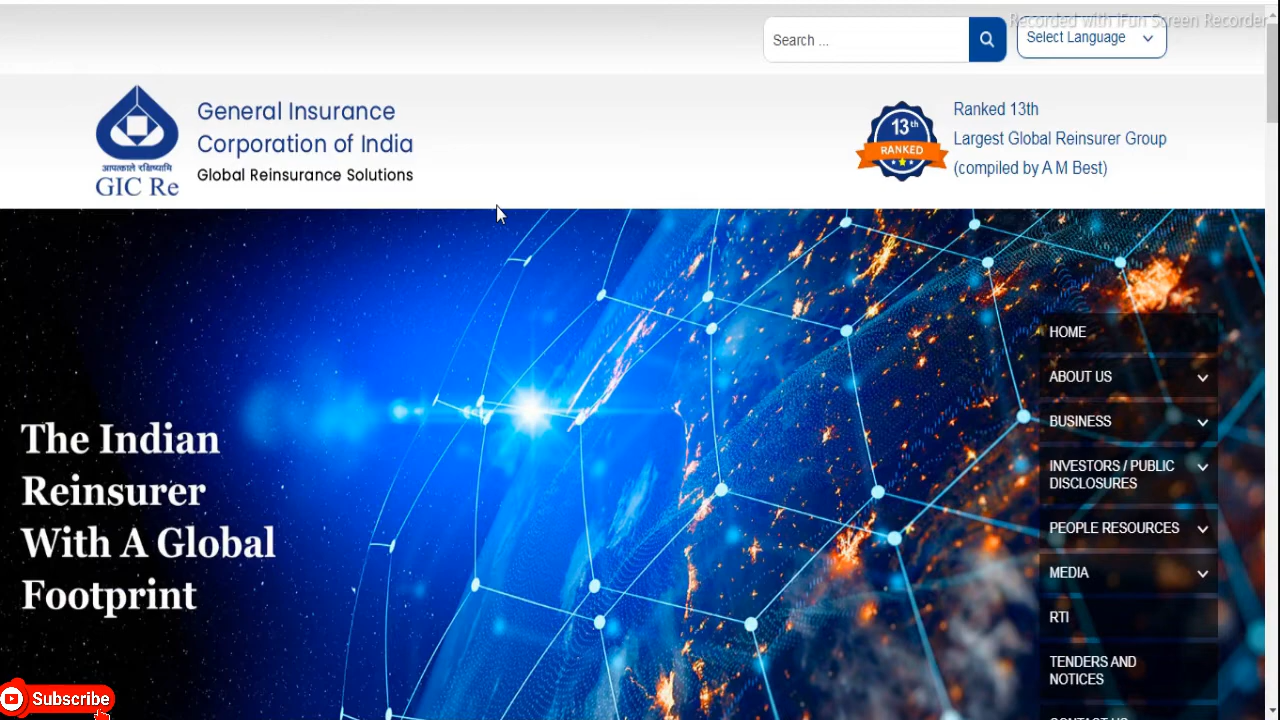 Recorded with iFun Screen Recorder
Search ...
Select Language
General Insurance
Corporation of India
Global Reinsurance Solutions
आपत्काले रक्षिष्यामि
GIC Re
13th
RANKED
Ranked 13th
Largest Global Reinsurer Group
(compiled by A M Best)
The Indian
Reinsurer
With A Global
Footprint
HOME
ABOUT US
BUSINESS
INVESTORS / PUBLIC
DISCLOSURES
PEOPLE RESOURCES
MEDIA
RTI
TENDERS AND
NOTICES
CONTACT US
Subscribe